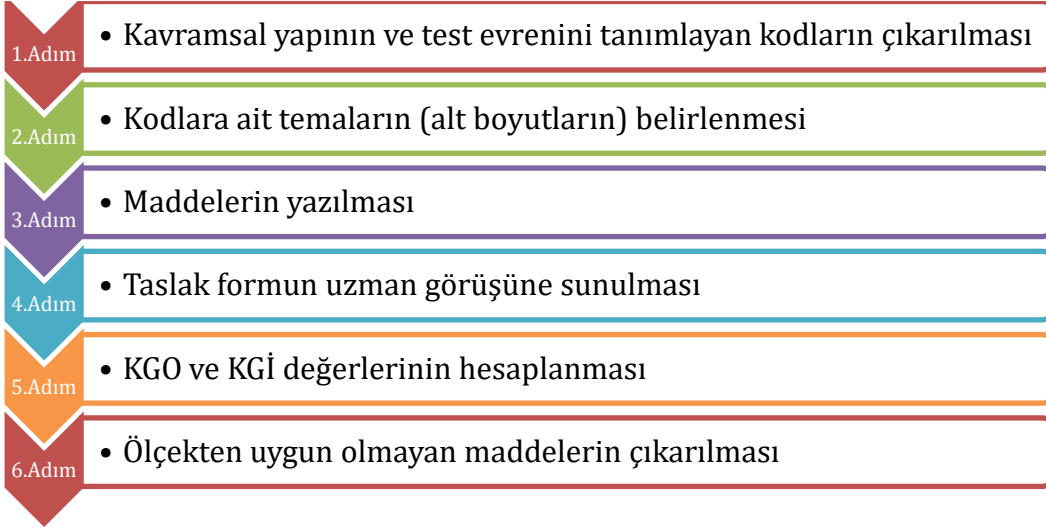 1.Adım
• Kavramsal yapının ve test evrenini tanımlayan kodların çıkarılması
2.Adım
• Kodlara ait temaların (alt boyutların) belirlenmesi
3.Adım
• Maddelerin yazılması
4.Adım
• Taslak formun uzman görüşüne sunulması
5.Adım
• KGO ve KGİ değerlerinin hesaplanması
6.Adım
• Ölçekten uygun olmayan maddelerin çıkarılması